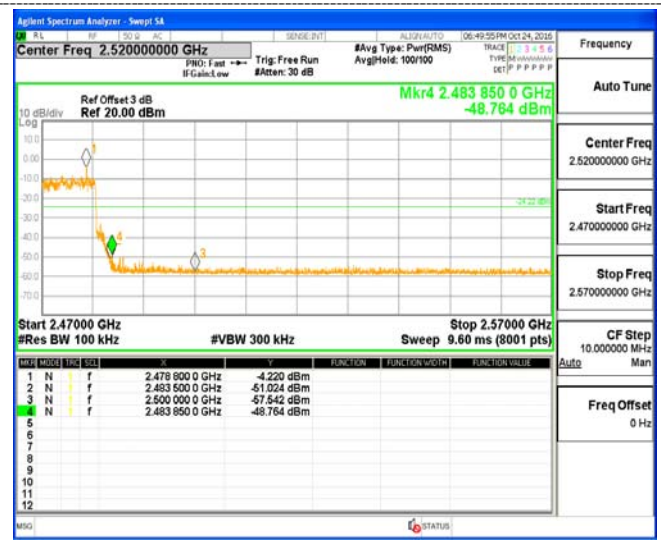 Agilent Spectrum Analyzer - Swept SA
RL RF 50 Ω AC SENSE:INT ALIGN AUTO 06:49:55 PM Oct 24, 2016
Center Freq 2.520000000 GHz #Avg Type: Pwr(RMS) TRACE 1 2 3 4 5 6
PNO: Fast Trig: Free Run Avg|Hold: 100/100 TYPE M
IFGain:Low #Atten: 30 dB DET P P P P P
Frequency
Auto Tune
Ref Offset 3 dB Mkr4 2.483 850 0 GHz
10 dB/div Ref 20.00 dBm -48.764 dBm
Log
10.0
0.00
-10.0
-20.0
-24.22 dBm
-30.0
-40.0
-50.0
-60.0
-70.0
1
4
3
Center Freq
2.520000000 GHz
Start Freq
2.470000000 GHz
Stop Freq
2.570000000 GHz
Start 2.47000 GHz Stop 2.57000 GHz
#Res BW 100 kHz #VBW 300 kHz Sweep 9.60 ms (8001 pts)
CF Step
10.000000 MHz
Auto Man
Freq Offset
0 Hz
MKR MODE TRC SCL X Y FUNCTION FUNCTION WIDTH FUNCTION VALUE
1 N 1 f 2.478 800 0 GHz -4.220 dBm
2 N 1 f 2.483 500 0 GHz -51.024 dBm
3 N 1 f 2.500 000 0 GHz -57.542 dBm
4 N 1 f 2.483 850 0 GHz -48.764 dBm
5
6
7
8
9
10
11
12
MSG STATUS